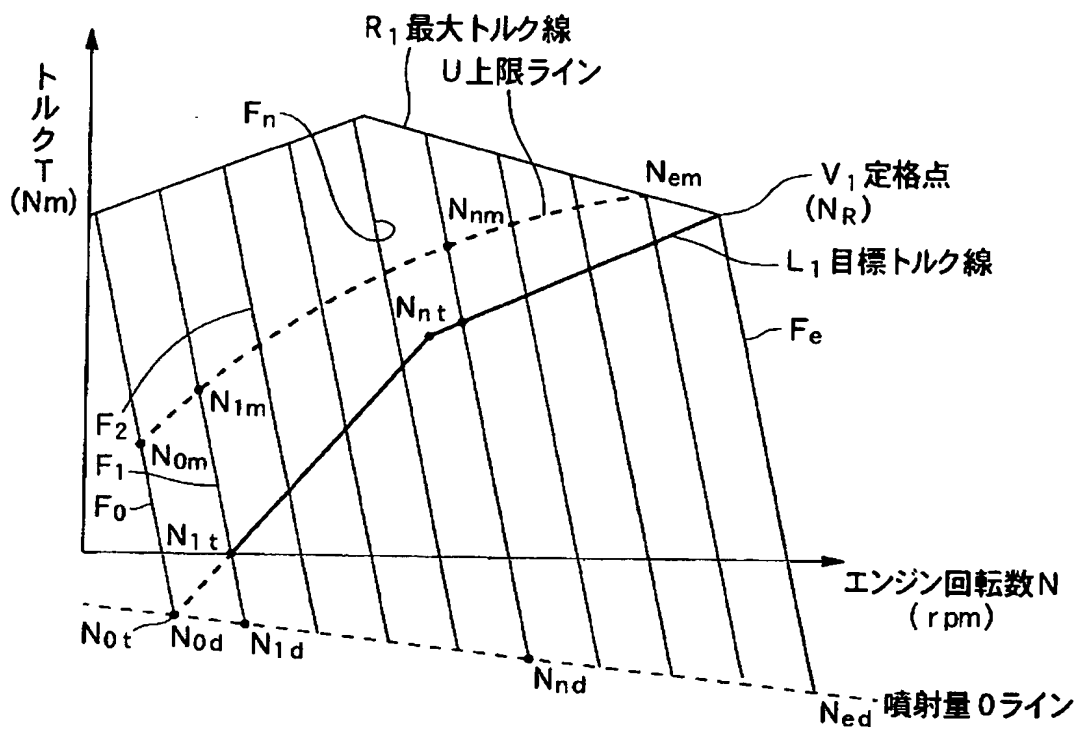 R₁最大トルク線
U上限ライン
トルクT
(Nm)
Fₙ
Nₑₘ
V₁定格点
(N_R)
Nₙₘ
L₁目標トルク線
Nₙₜ
Fₑ
F₂
N₁ₘ
N₀ₘ
F₁
F₀
N₁ₜ
エンジン回転数N
(rpm)
N₀ₜ
N₀d
N₁d
Nₙd
Nₑd
噴射量0ライン